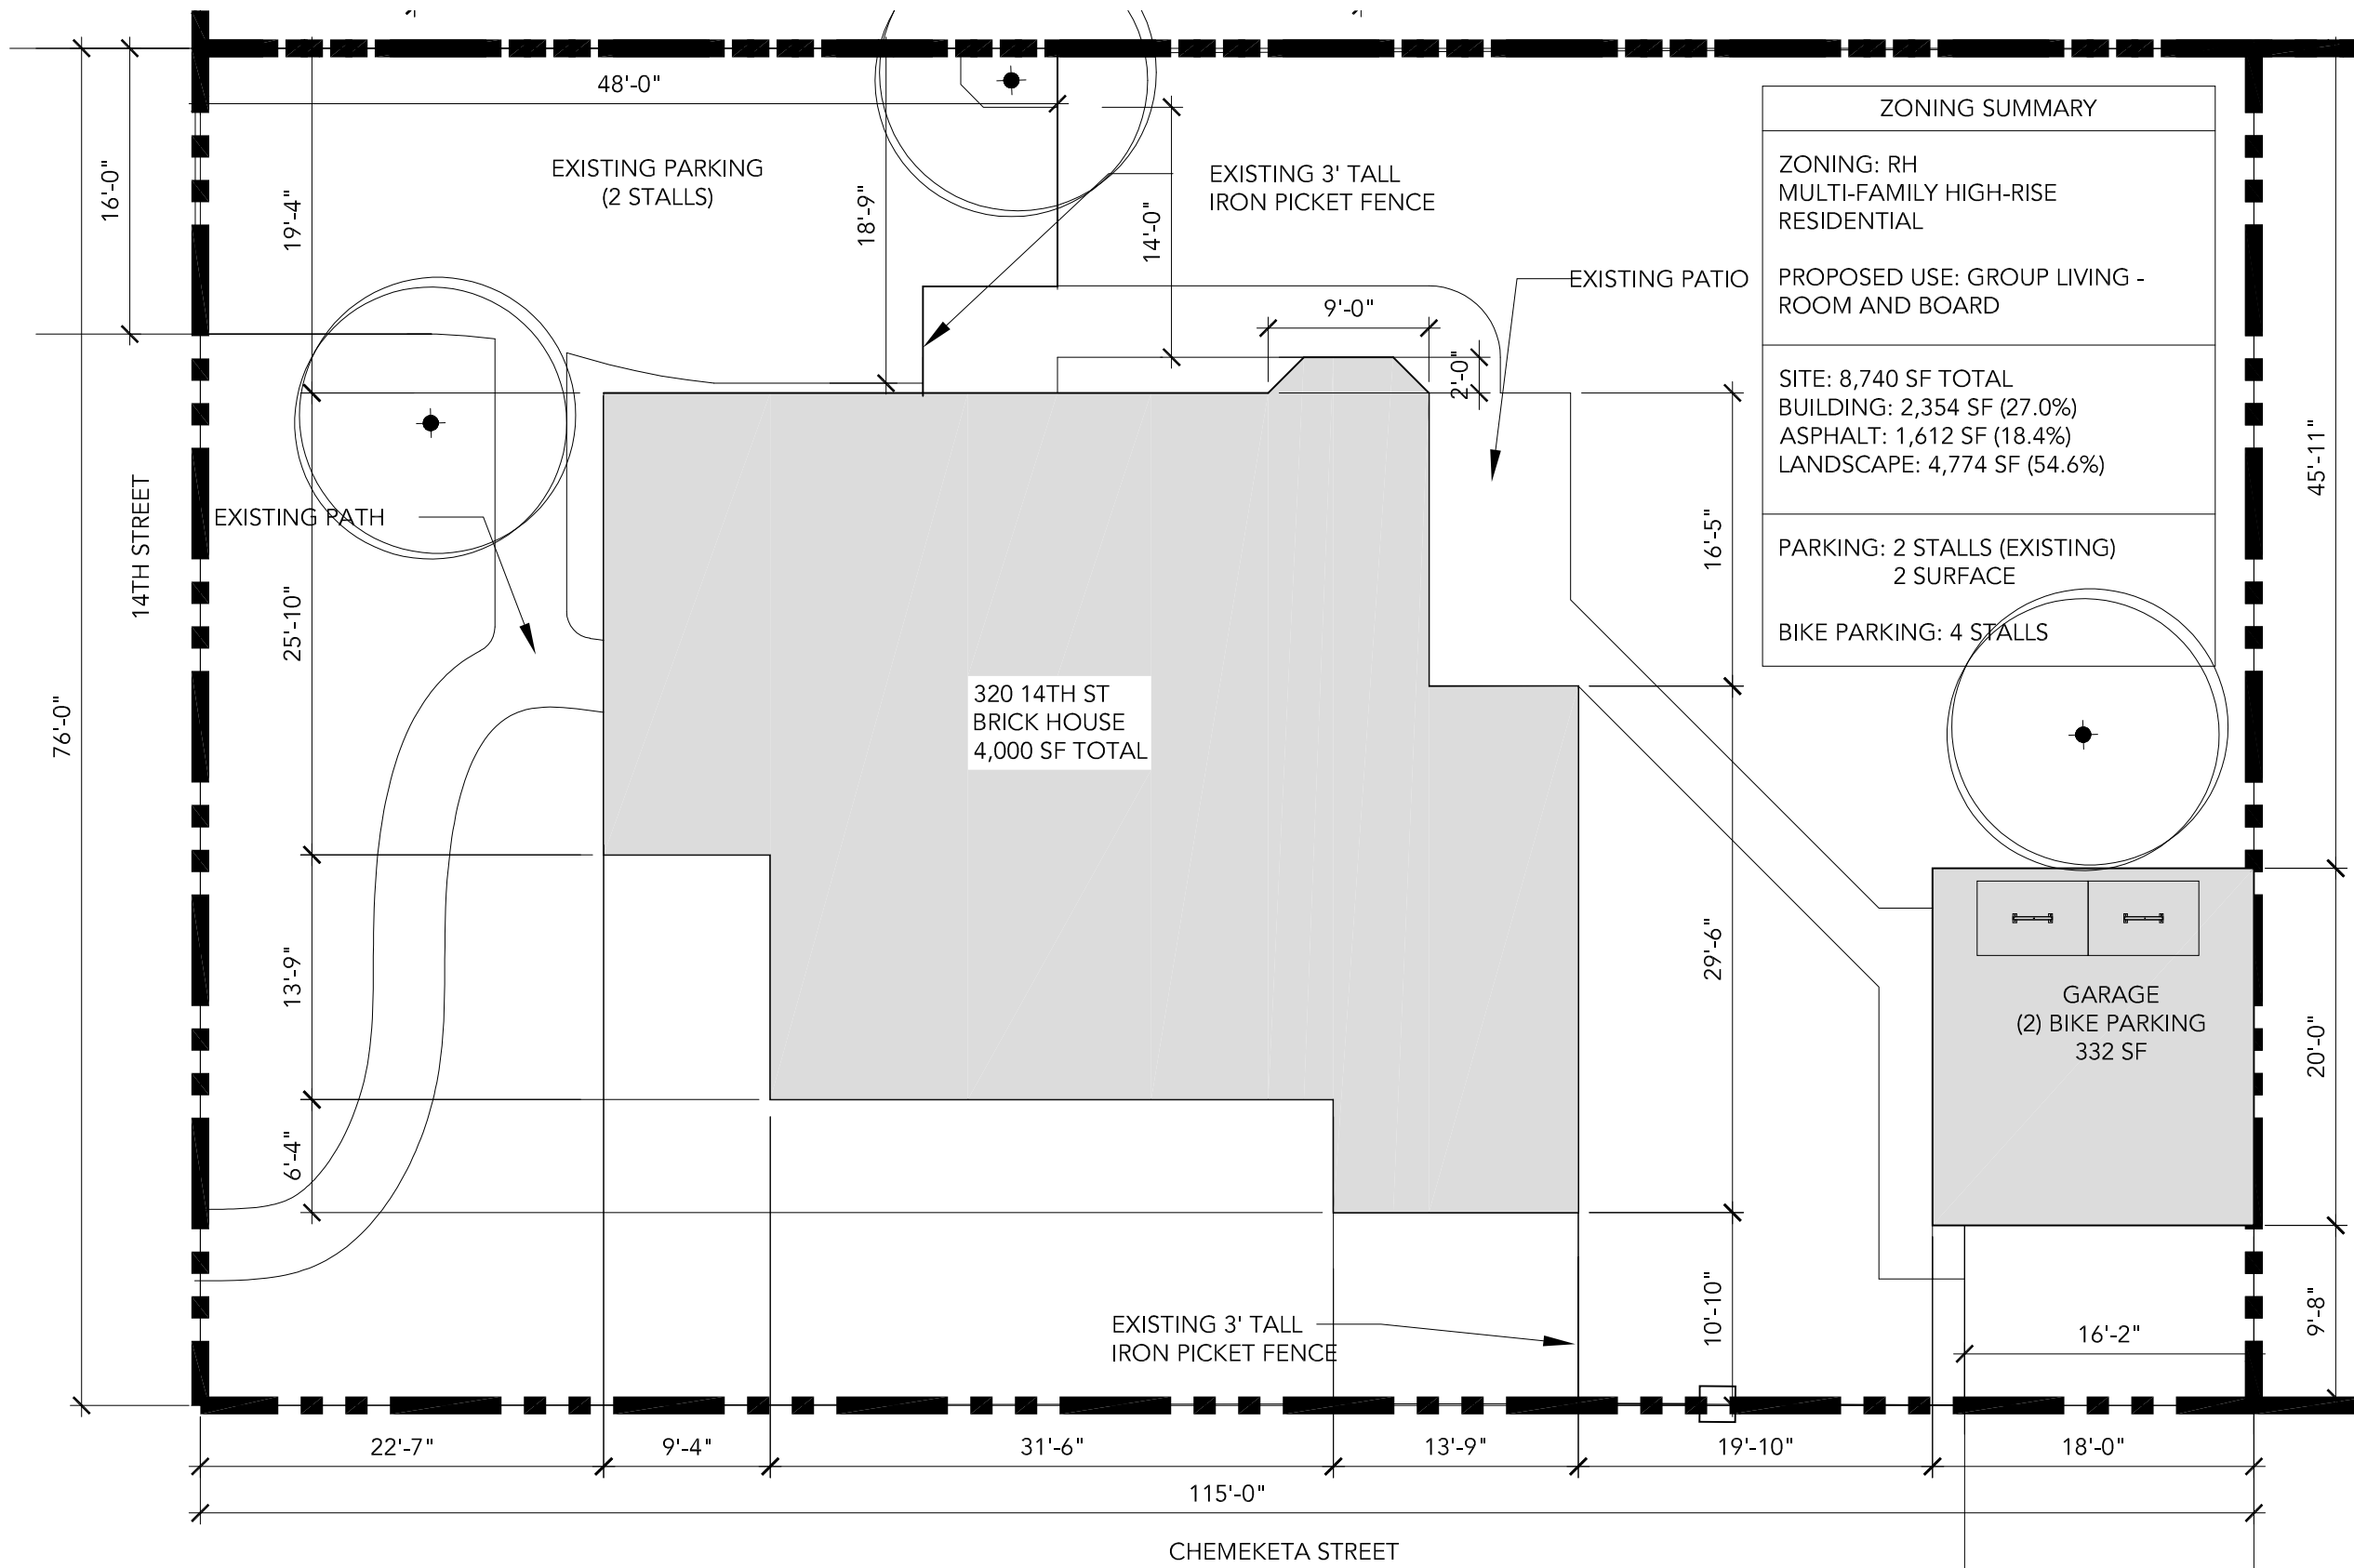 48'-0"
16'-0"
19'-4"
EXISTING PARKING
(2 STALLS)
18'-9"
14'-0"
EXISTING 3' TALL
IRON PICKET FENCE
EXISTING PATIO
9'-0"
2'-0"
ZONING SUMMARY
ZONING: RH
MULTI-FAMILY HIGH-RISE
RESIDENTIAL
PROPOSED USE: GROUP LIVING -
ROOM AND BOARD
SITE: 8,740 SF TOTAL
BUILDING: 2,354 SF (27.0%)
ASPHALT: 1,612 SF (18.4%)
LANDSCAPE: 4,774 SF (54.6%)
PARKING: 2 STALLS (EXISTING)
2 SURFACE
BIKE PARKING: 4 STALLS
45'-11"
14TH STREET
EXISTING PATH
16'-5"
25'-10"
76'-0"
320 14TH ST
BRICK HOUSE
4,000 SF TOTAL
13'-9"
29'-6"
GARAGE
(2) BIKE PARKING
332 SF
20'-0"
6'-4"
10'-10"
EXISTING 3' TALL
IRON PICKET FENCE
16'-2"
9'-8"
22'-7"
9'-4"
31'-6"
13'-9"
19'-10"
18'-0"
115'-0"
CHEMEKETA STREET